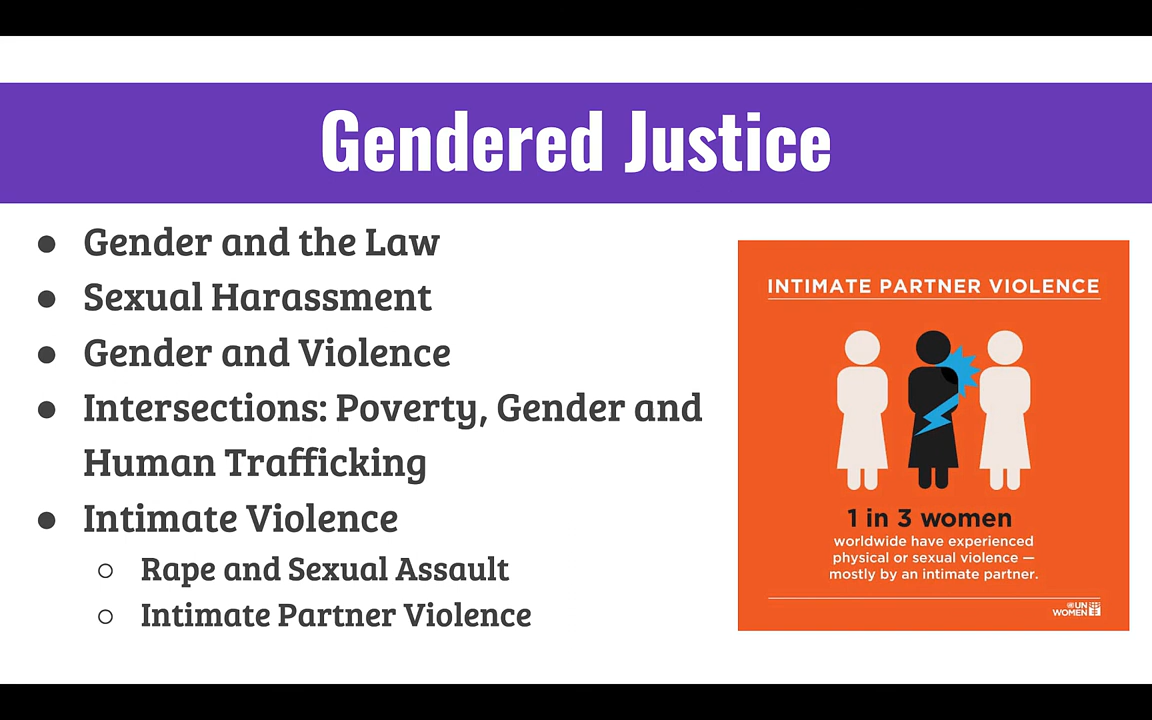 Gendered Justice
● Gender and the Law
● Sexual Harassment
● Gender and Violence
● Intersections: Poverty, Gender and
Human Trafficking
● Intimate Violence
○ Rape and Sexual Assault
○ Intimate Partner Violence
INTIMATE PARTNER VIOLENCE
1 in 3 women
worldwide have experienced
physical or sexual violence —
mostly by an intimate partner.
UN
WOMEN